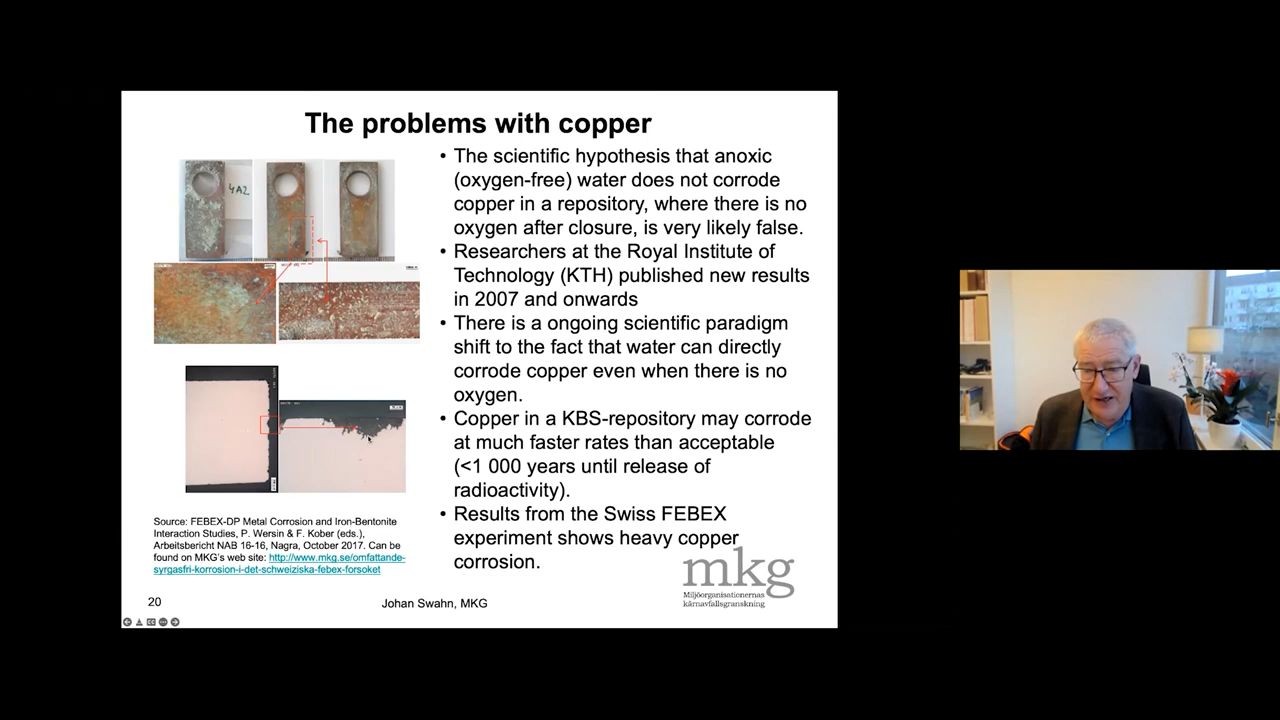 The problems with copper
4A2
• The scientific hypothesis that anoxic
(oxygen-free) water does not corrode
copper in a repository, where there is no
oxygen after closure, is very likely false.
• Researchers at the Royal Institute of
Technology (KTH) published new results
in 2007 and onwards
• There is a ongoing scientific paradigm
shift to the fact that water can directly
corrode copper even when there is no
oxygen.
• Copper in a KBS-repository may corrode
at much faster rates than acceptable
(<1 000 years until release of
radioactivity).
• Results from the Swiss FEBEX
experiment shows heavy copper
corrosion.
Source: FEBEX-DP Metal Corrosion and Iron-Bentonite
Interaction Studies, P. Wersin & F. Kober (eds.),
Arbeitsbericht NAB 16-16, Nagra, October 2017. Can be
found on MKG's web site: http://www.mkg.se/omfattande-
syrgasfri-korrosion-i-det-schweiziska-febex-forsoket
mkg
Miljöorganisationernas
kärnavfallsgranskning
20
Johan Swahn, MKG